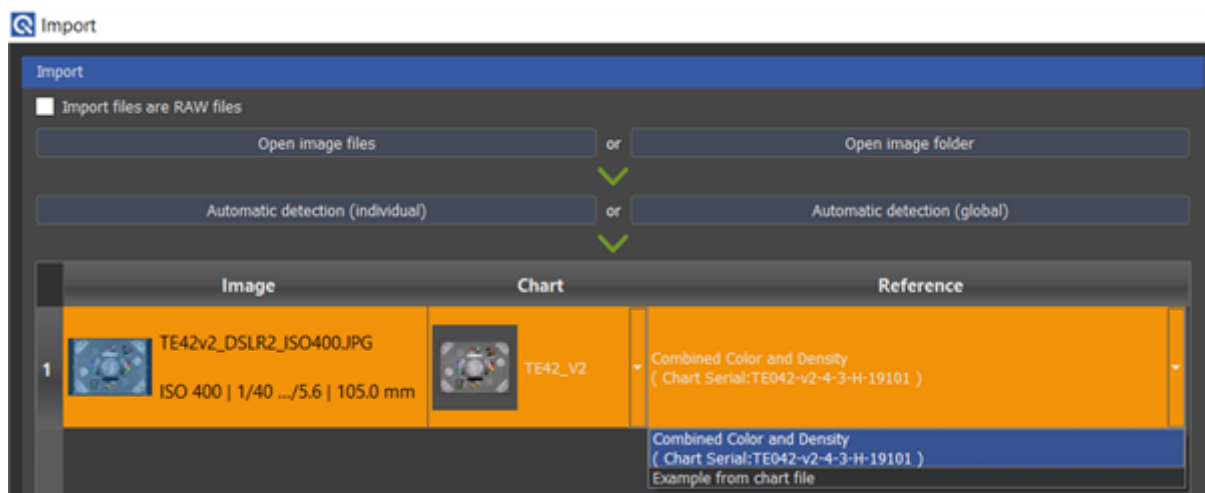 Import
Import
Import files are RAW files
Open image files or Open image folder
Automatic detection (individual) or Automatic detection (global)
Image Chart Reference
1
TE42v2_DSLR2_ISO400.JPG
ISO 400 | 1/40 .../5.6 | 105.0 mm
TE42_V2
Combined Color and Density
( Chart Serial:TE042-v2-4-3-H-19101 )
Combined Color and Density
( Chart Serial:TE042-v2-4-3-H-19101 )
Example from chart file